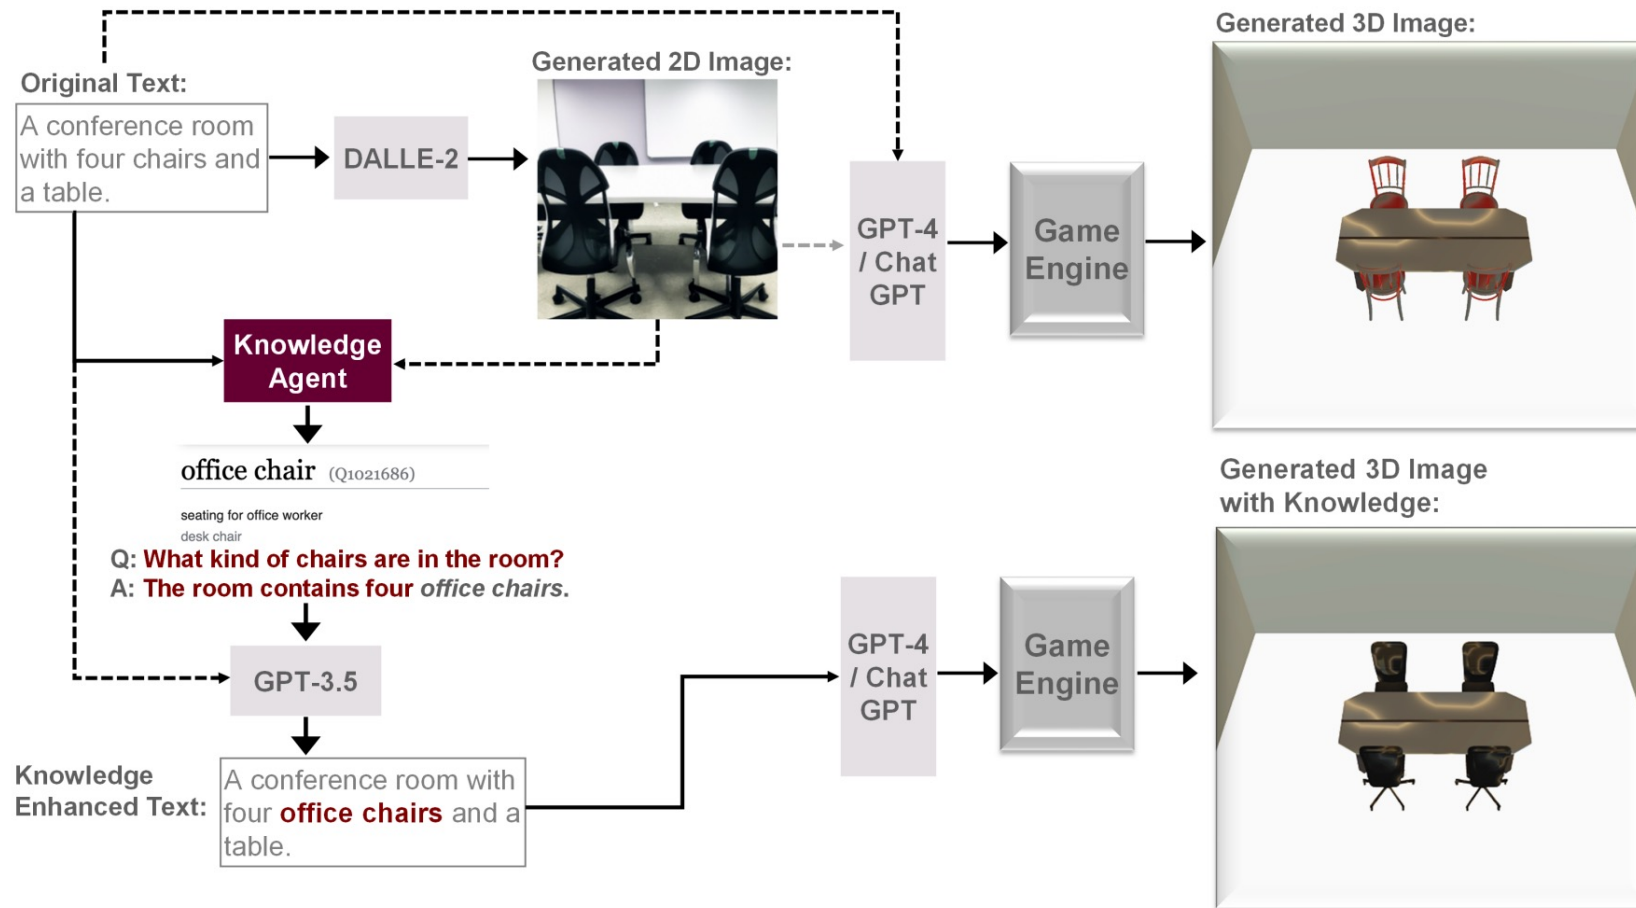 Original Text:
A conference room
with four chairs and
a table.
DALLE-2
Generated 2D Image:
GPT-4
/ Chat
GPT
Game
Engine
Generated 3D Image:
Knowledge
Agent
office chair (Q1021686)
seating for office worker
desk chair
Q: What kind of chairs are in the room?
A: The room contains four office chairs.
GPT-3.5
Knowledge
Enhanced Text:
A conference room with
four office chairs and a
table.
GPT-4
/ Chat
GPT
Game
Engine
Generated 3D Image
with Knowledge: